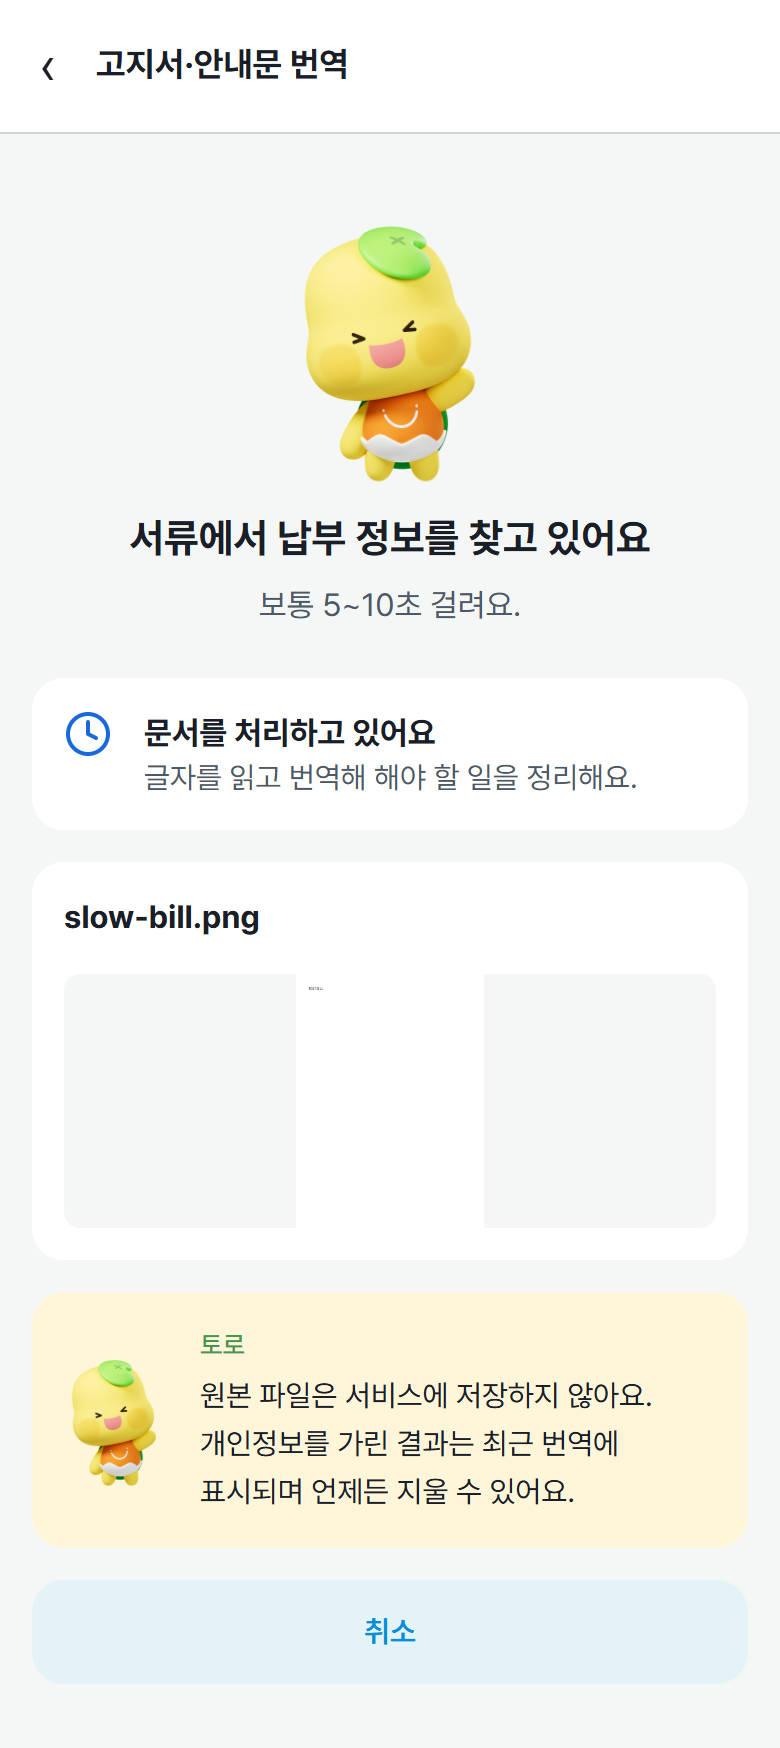 고지서·안내문 번역
서류에서 납부 정보를 찾고 있어요
보통 5~10초 걸려요.
문서를 처리하고 있어요
글자를 읽고 번역해 해야 할 일을 정리해요.
slow-bill.png
토로
원본 파일은 서비스에 저장하지 않아요.
개인정보를 가린 결과는 최근 번역에
표시되며 언제든 지울 수 있어요.
취소